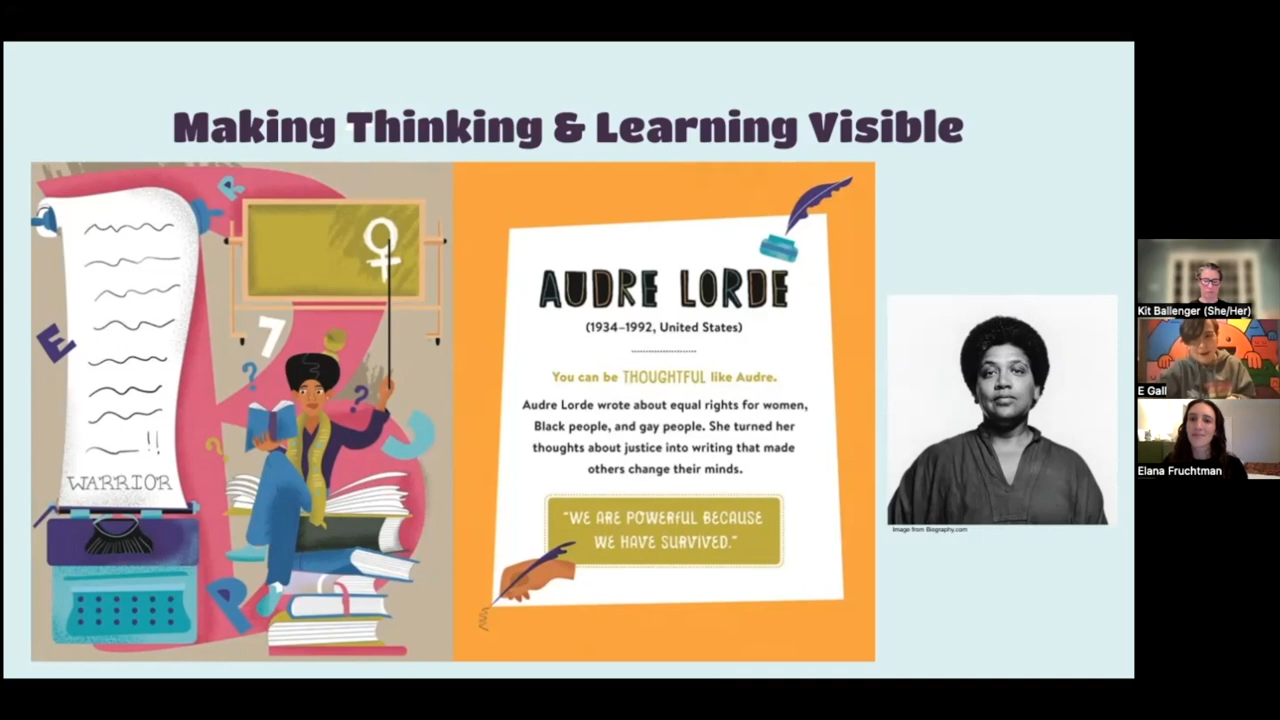 Making Thinking & Learning Visible
R
E
7
?
?
?
!!
WARRIOR
P
AUDRE LORDE
(1934–1992, United States)
You can be THOUGHTFUL like Audre.
Audre Lorde wrote about equal rights for women,
Black people, and gay people. She turned her
thoughts about justice into writing that made
others change their minds.
"WE ARE POWERFUL BECAUSE
WE HAVE SURVIVED."
Image from Biography.com
Kit Ballenger (She/Her)
E Gall
Elana Fruchtman